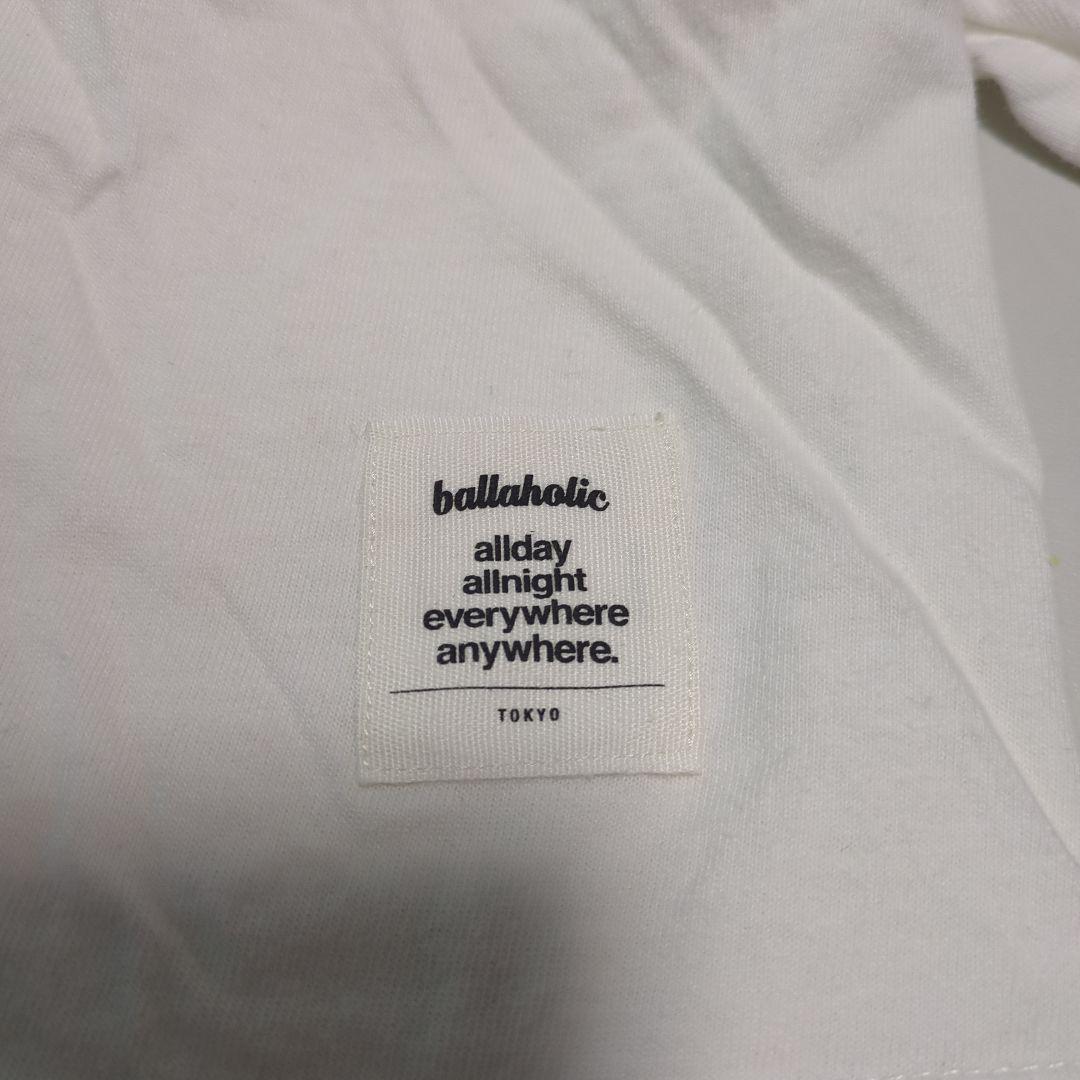 ballaholic
allday
allnight
everywhere
anywhere.
TOKYO